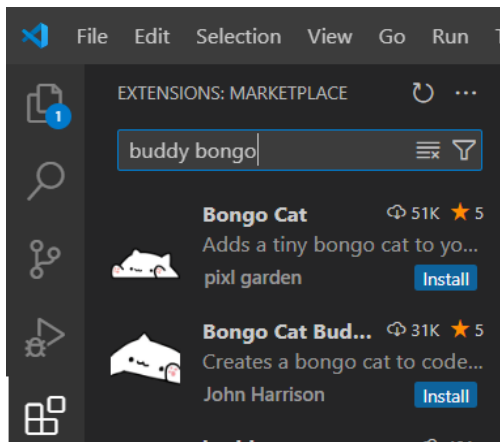 File Edit Selection View Go Run
EXTENSIONS: MARKETPLACE
1
buddy bongo
Bongo Cat 51K ★ 5
Adds a tiny bongo cat to yo...
pixl garden Install
Bongo Cat Bud... 31K ★ 5
Creates a bongo cat to code...
John Harrison Install